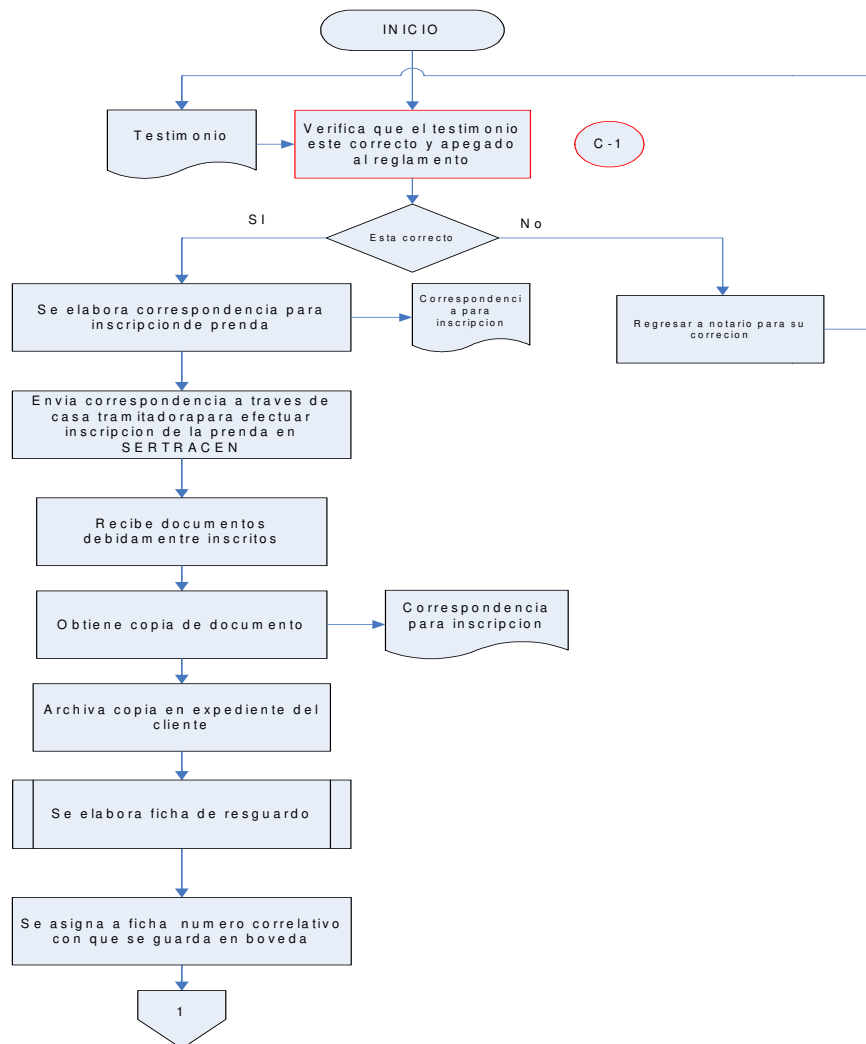 INICIO
Testimonio
Verifica que el testimonio
este correcto y apegado
al reglamento
C-1
SI
Esta correcto
No
Se elabora correspondencia para
inscripcionde prenda
Correspondenci
a para
inscripcion
Regresar a notario para su
correcion
Envia correspondencia a traves de
casa tramitadorapara efectuar
inscripcion de la prenda en
SERTRACEN
Recibe documentos
debidamentre inscritos
Obtiene copia de documento
Correspondencia
para inscripcion
Archiva copia en expediente del
cliente
Se elabora ficha de resguardo
Se asigna a ficha numero correlativo
con que se guarda en boveda
1